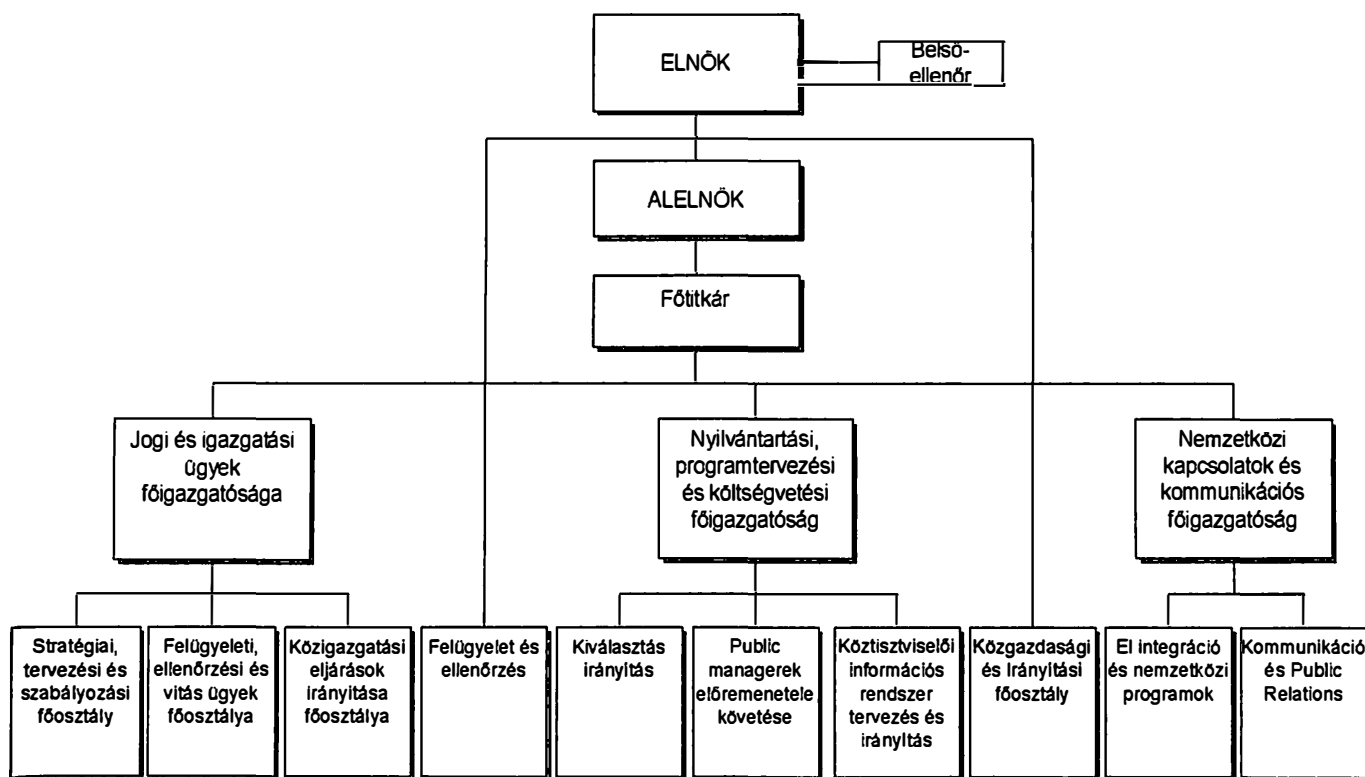 ELNÖK
Belső-
ellenőr
ALELNÖK
Főtitkár
Jogi és igazgatási
ügyek
főigazgatósága
Nyilvántartási,
programtervezési
és költségvetési
főigazgatóság
Nemzetközi
kapcsolatok és
kommunikációs
főigazgatóság
Stratégiai,
tervezési és
szabályozási
főosztály
Felügyeleti,
ellenőrzési és
vitás ügyek
főosztálya
Közigazgatási
eljárások
irányítása
főosztálya
Felügyelet és
ellenőrzés
Kiválasztás
irányítás
Public
managerek
előremenetele
követése
Köztisztviselői
információs
rendszer
tervezés és
irányítás
Közgazdasági
és Irányítási
főosztály
EI integráció
és nemzetközi
programok
Kommunikáció
és Public
Relations